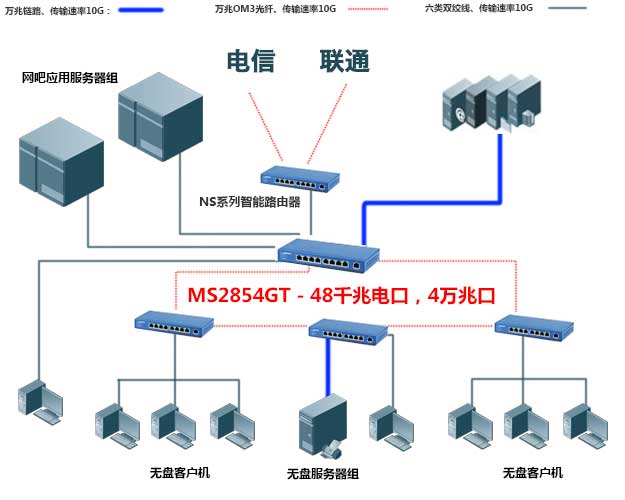 万兆链路、传输速率10G：
万兆OM3光纤、传输速率10G
六类双绞线、传输速率10G
电信
联通
网吧应用服务器组
NS系列智能路由器
MS2854GT - 48千兆电口，4万兆口
无盘客户机
无盘服务器组
无盘客户机